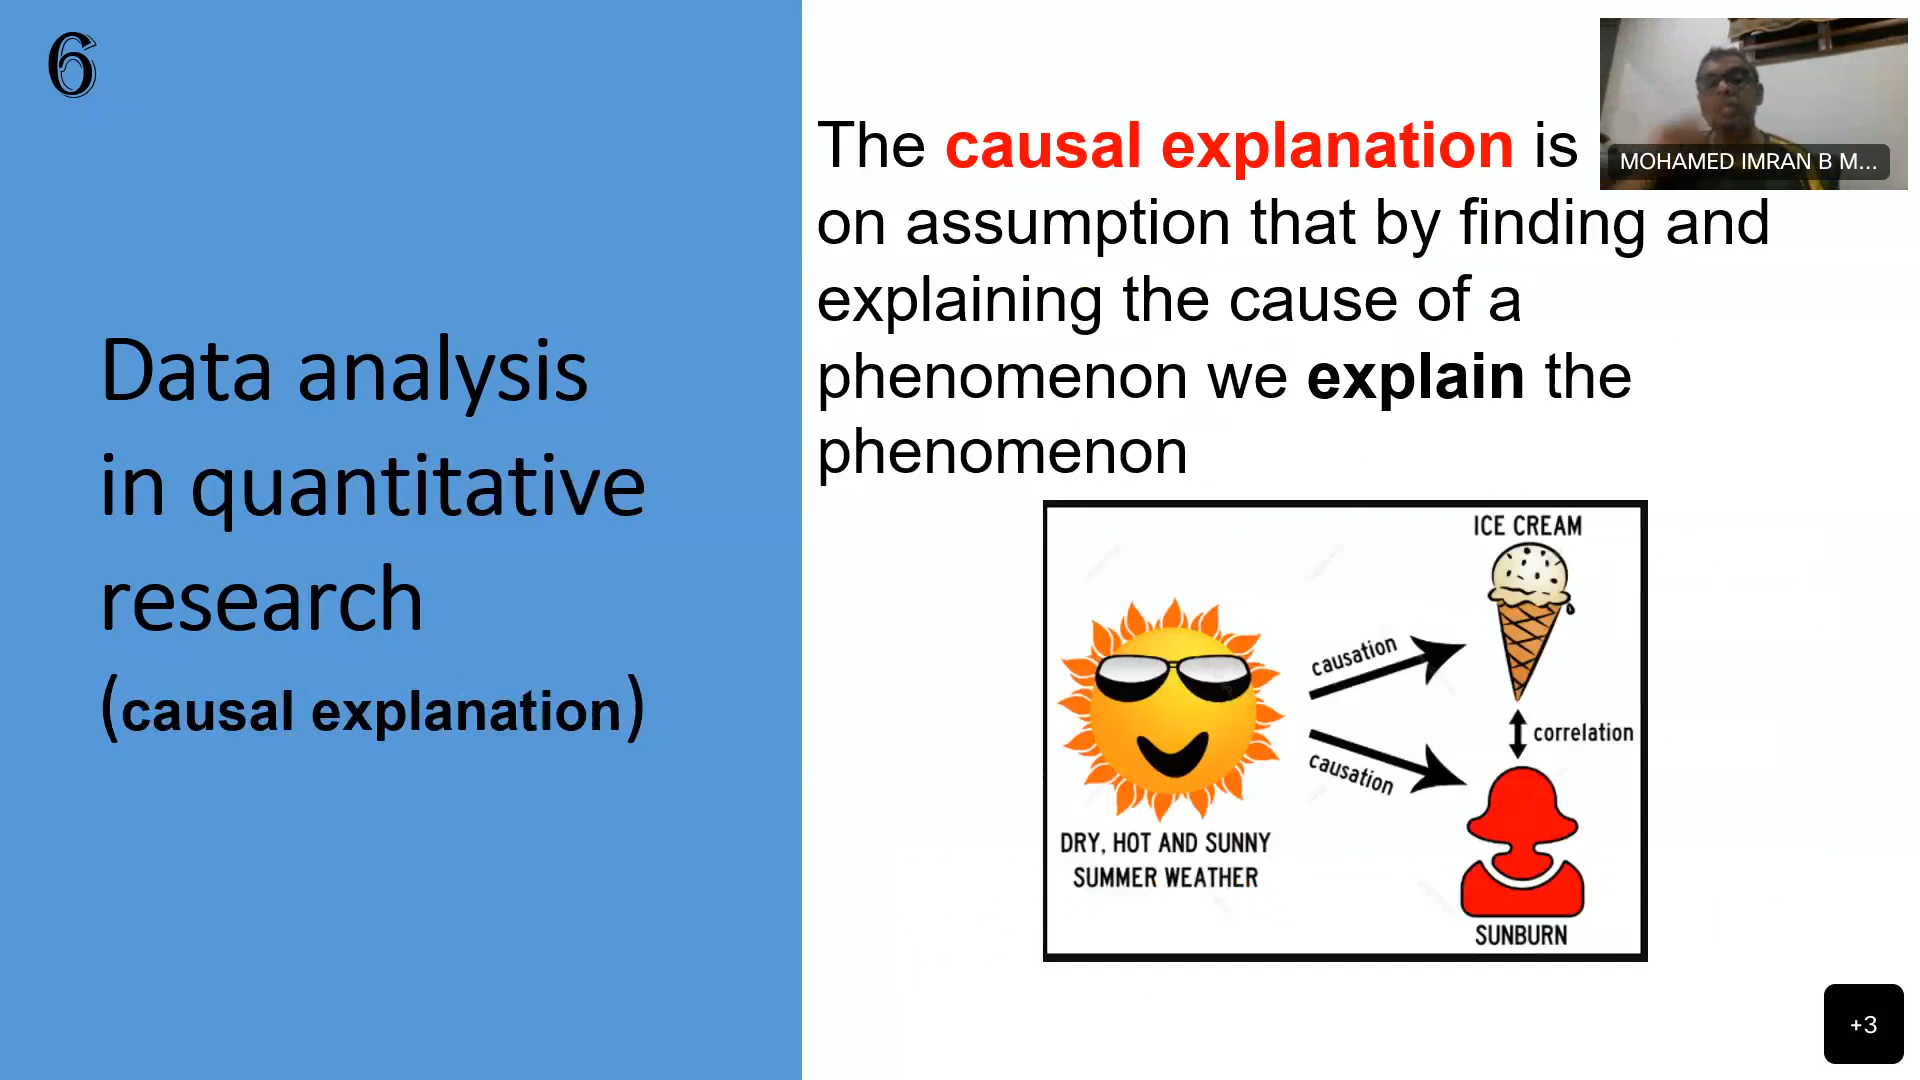 6
Data analysis
in quantitative
research
(causal explanation)
The causal explanation is
on assumption that by finding and
explaining the cause of a
phenomenon we explain the
phenomenon
MOHAMED IMRAN B M...
ICE CREAM
causation
correlation
causation
DRY, HOT AND SUNNY
SUMMER WEATHER
SUNBURN
+3